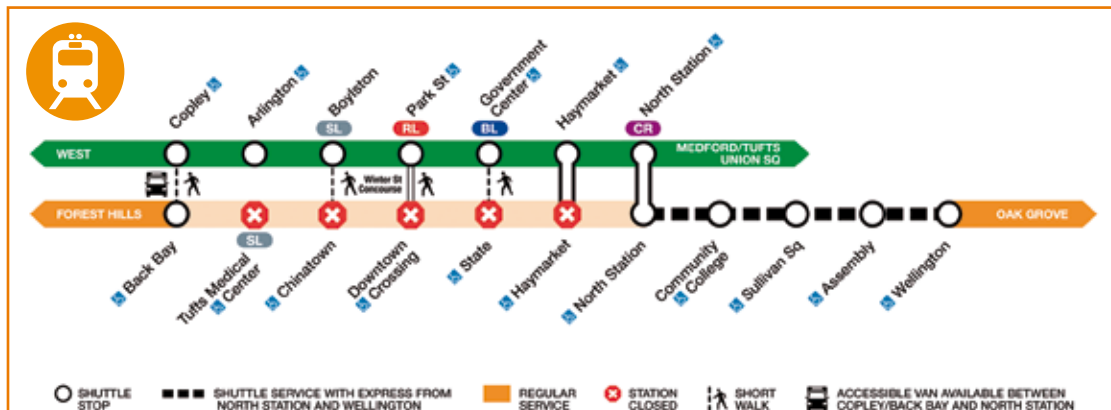 Copley
Arlington
Boylston
Park St
Government
Center
Haymarket
North Station
SL
RL
BL
CR
WEST
MEDFORD/TUFTS
UNION SQ
Winter St
Concourse
FOREST HILLS
OAK GROVE
SL
Back Bay
Tufts Medical
Center
Chinatown
Downtown
Crossing
State
Haymarket
North Station
Community
College
Sullivan Sq
Assembly
Wellington
SHUTTLE
STOP
SHUTTLE SERVICE WITH EXPRESS FROM
NORTH STATION AND WELLINGTON
REGULAR
SERVICE
STATION
CLOSED
SHORT
WALK
ACCESSIBLE VAN AVAILABLE BETWEEN
COPLEY/BACK BAY AND NORTH STATION